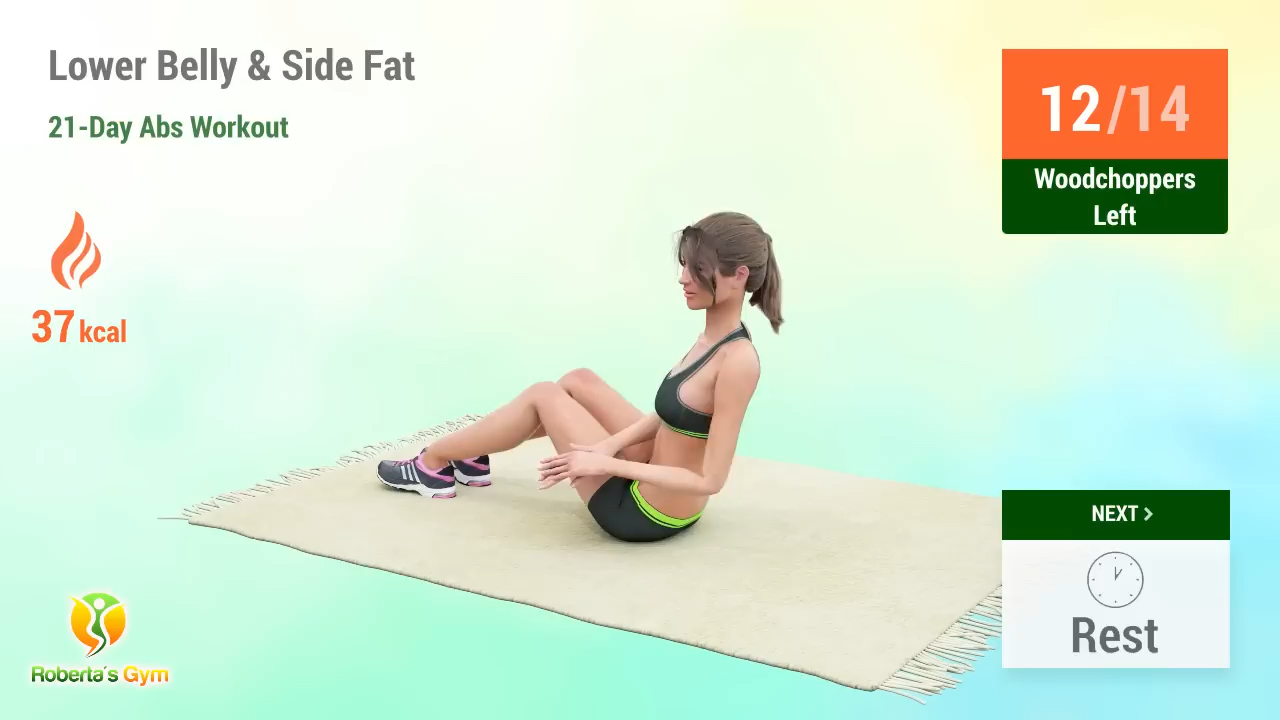 Lower Belly & Side Fat
21-Day Abs Workout
12/14
Woodchoppers
Left
37 kcal
NEXT >
Rest
Roberta´s Gym